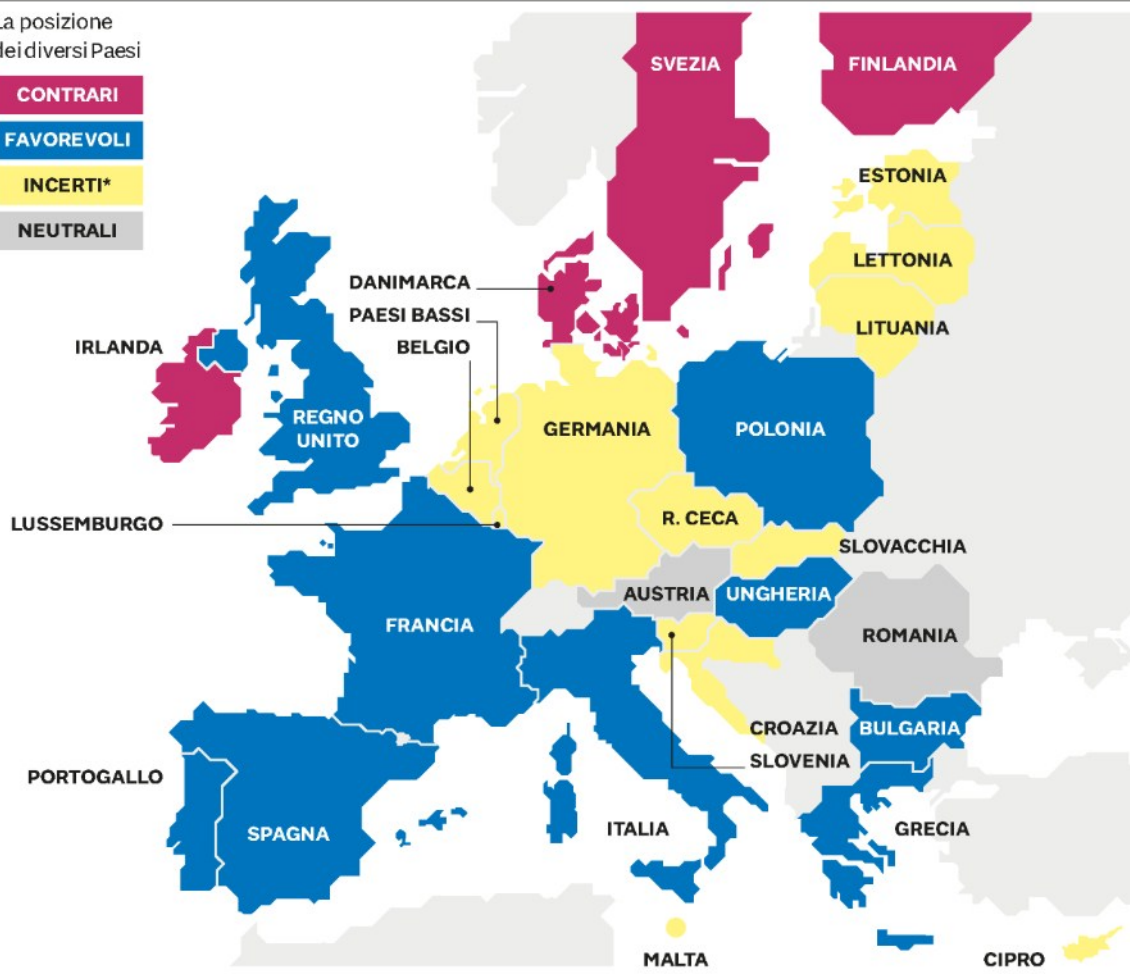 La posizione
dei diversi Paesi
CONTRARI
FAVOREVOLI
INCERTI*
NEUTRALI
SVEZIA
FINLANDIA
ESTONIA
LETTONIA
LITUANIA
DANIMARCA
PAESI BASSI
BELGIO
IRLANDA
REGNO
UNITO
GERMANIA
POLONIA
LUSSEMBURGO
R. CECA
SLOVACCHIA
AUSTRIA
UNGHERIA
FRANCIA
ROMANIA
CROAZIA
BULGARIA
SLOVENIA
PORTOGALLO
SPAGNA
ITALIA
GRECIA
MALTA
CIPRO